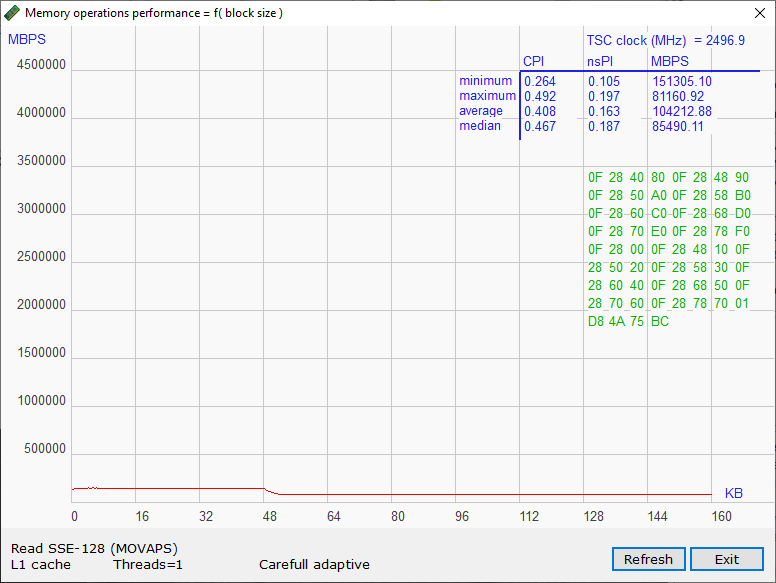 Memory operations performance = f( block size )
MBPS
TSC clock (MHz) = 2496.9
CPI nsPI MBPS
minimum 0.264 0.105 151305.10
maximum 0.492 0.197 81160.92
average 0.408 0.163 104212.88
median 0.467 0.187 85490.11
4500000
4000000
3500000
3000000
2500000
2000000
1500000
1000000
500000
0F 28 40 80 0F 28 48 90
0F 28 50 A0 0F 28 58 B0
0F 28 60 C0 0F 28 68 D0
0F 28 70 E0 0F 28 78 F0
0F 28 00 0F 28 48 10 0F
28 50 20 0F 28 58 30 0F
28 60 40 0F 28 68 50 0F
28 70 60 0F 28 78 70 01
D8 4A 75 BC
KB
0 16 32 48 64 80 96 112 128 144 160
Read SSE-128 (MOVAPS)
L1 cache Threads=1 Carefull adaptive
Refresh Exit